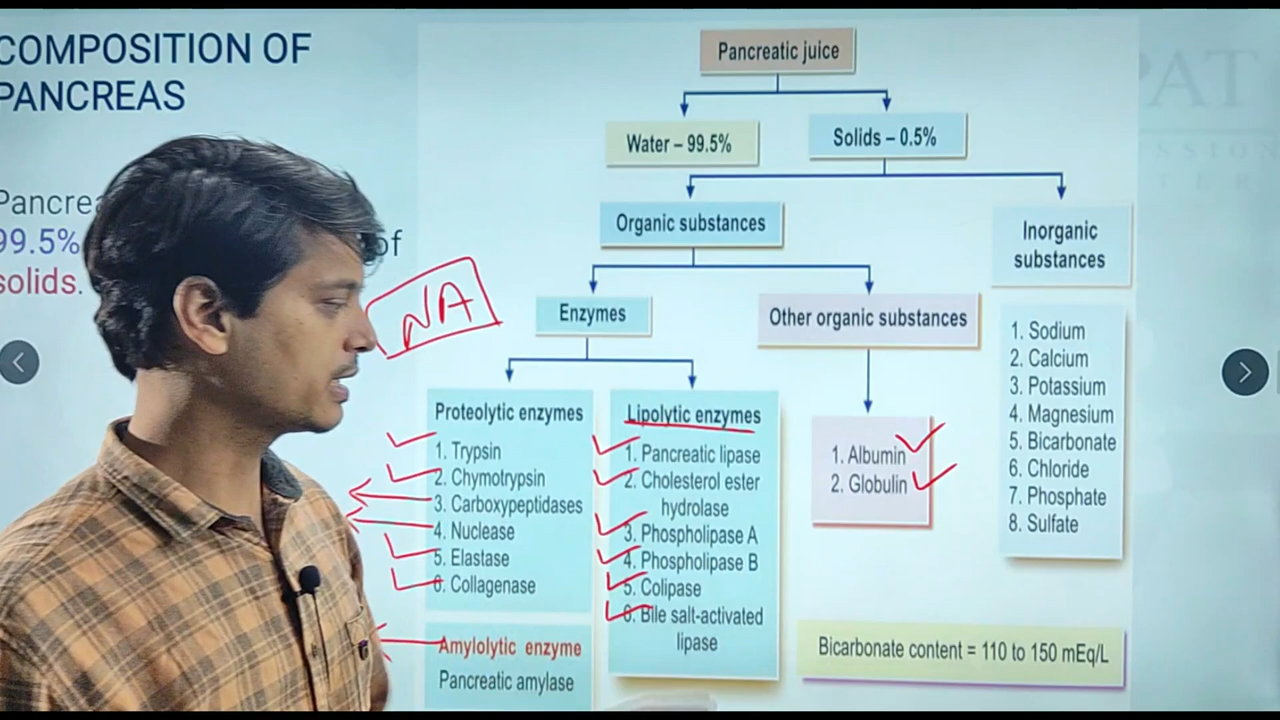 COMPOSITION OF
PANCREAS
99.5% of
solids.
NA
Pancreatic juice
Water – 99.5%
Solids – 0.5%
Organic substances
Inorganic
substances
Enzymes
Other organic substances
Proteolytic enzymes
1. Trypsin
2. Chymotrypsin
3. Carboxypeptidases
4. Nuclease
5. Elastase
6. Collagenase
Amylolytic enzyme
Pancreatic amylase
Lipolytic enzymes
1. Pancreatic lipase
2. Cholesterol ester
hydrolase
3. Phospholipase A
4. Phospholipase B
5. Colipase
6. Bile salt-activated
lipase
1. Albumin
2. Globulin
1. Sodium
2. Calcium
3. Potassium
4. Magnesium
5. Bicarbonate
6. Chloride
7. Phosphate
8. Sulfate
Bicarbonate content = 110 to 150 mEq/L